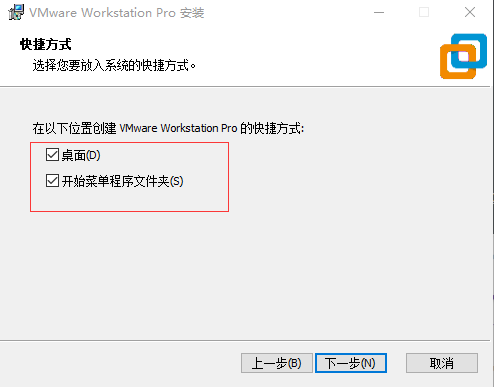 VMware Workstation Pro 安装
快捷方式
选择您要放入系统的快捷方式。
在以下位置创建 VMware Workstation Pro 的快捷方式:
桌面(D)
开始菜单程序文件夹(S)
上一步(B) 下一步(N) 取消